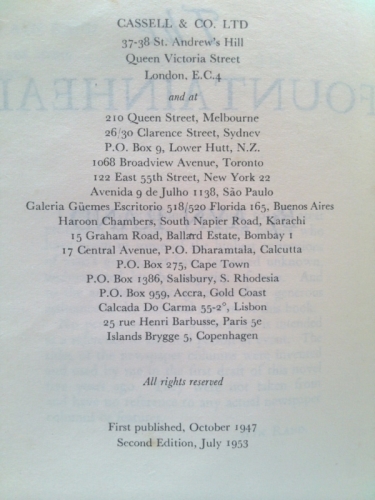 CASSELL & CO. LTD
37-38 St. Andrew's Hill
Queen Victoria Street
London, E.C.4
and at
210 Queen Street, Melbourne
26/30 Clarence Street, Sydney
P.O. Box 9, Lower Hutt, N.Z.
1068 Broadview Avenue, Toronto
122 East 55th Street, New York 22
Avenida 9 de Julho 1138, São Paulo
Galeria Güemes Escritorio 518/520 Florida 165, Buenos Aires
Haroon Chambers, South Napier Road, Karachi
15 Graham Road, Ballard Estate, Bombay 1
17 Central Avenue, P.O. Dharamtala, Calcutta
P.O. Box 275, Cape Town
P.O. Box 1386, Salisbury, S. Rhodesia
P.O. Box 959, Accra, Gold Coast
Calcada Do Carma 55-2°, Lisbon
25 rue Henri Barbusse, Paris 5e
Islands Brygge 5, Copenhagen
All rights reserved
First published, October 1947
Second Edition, July 1953